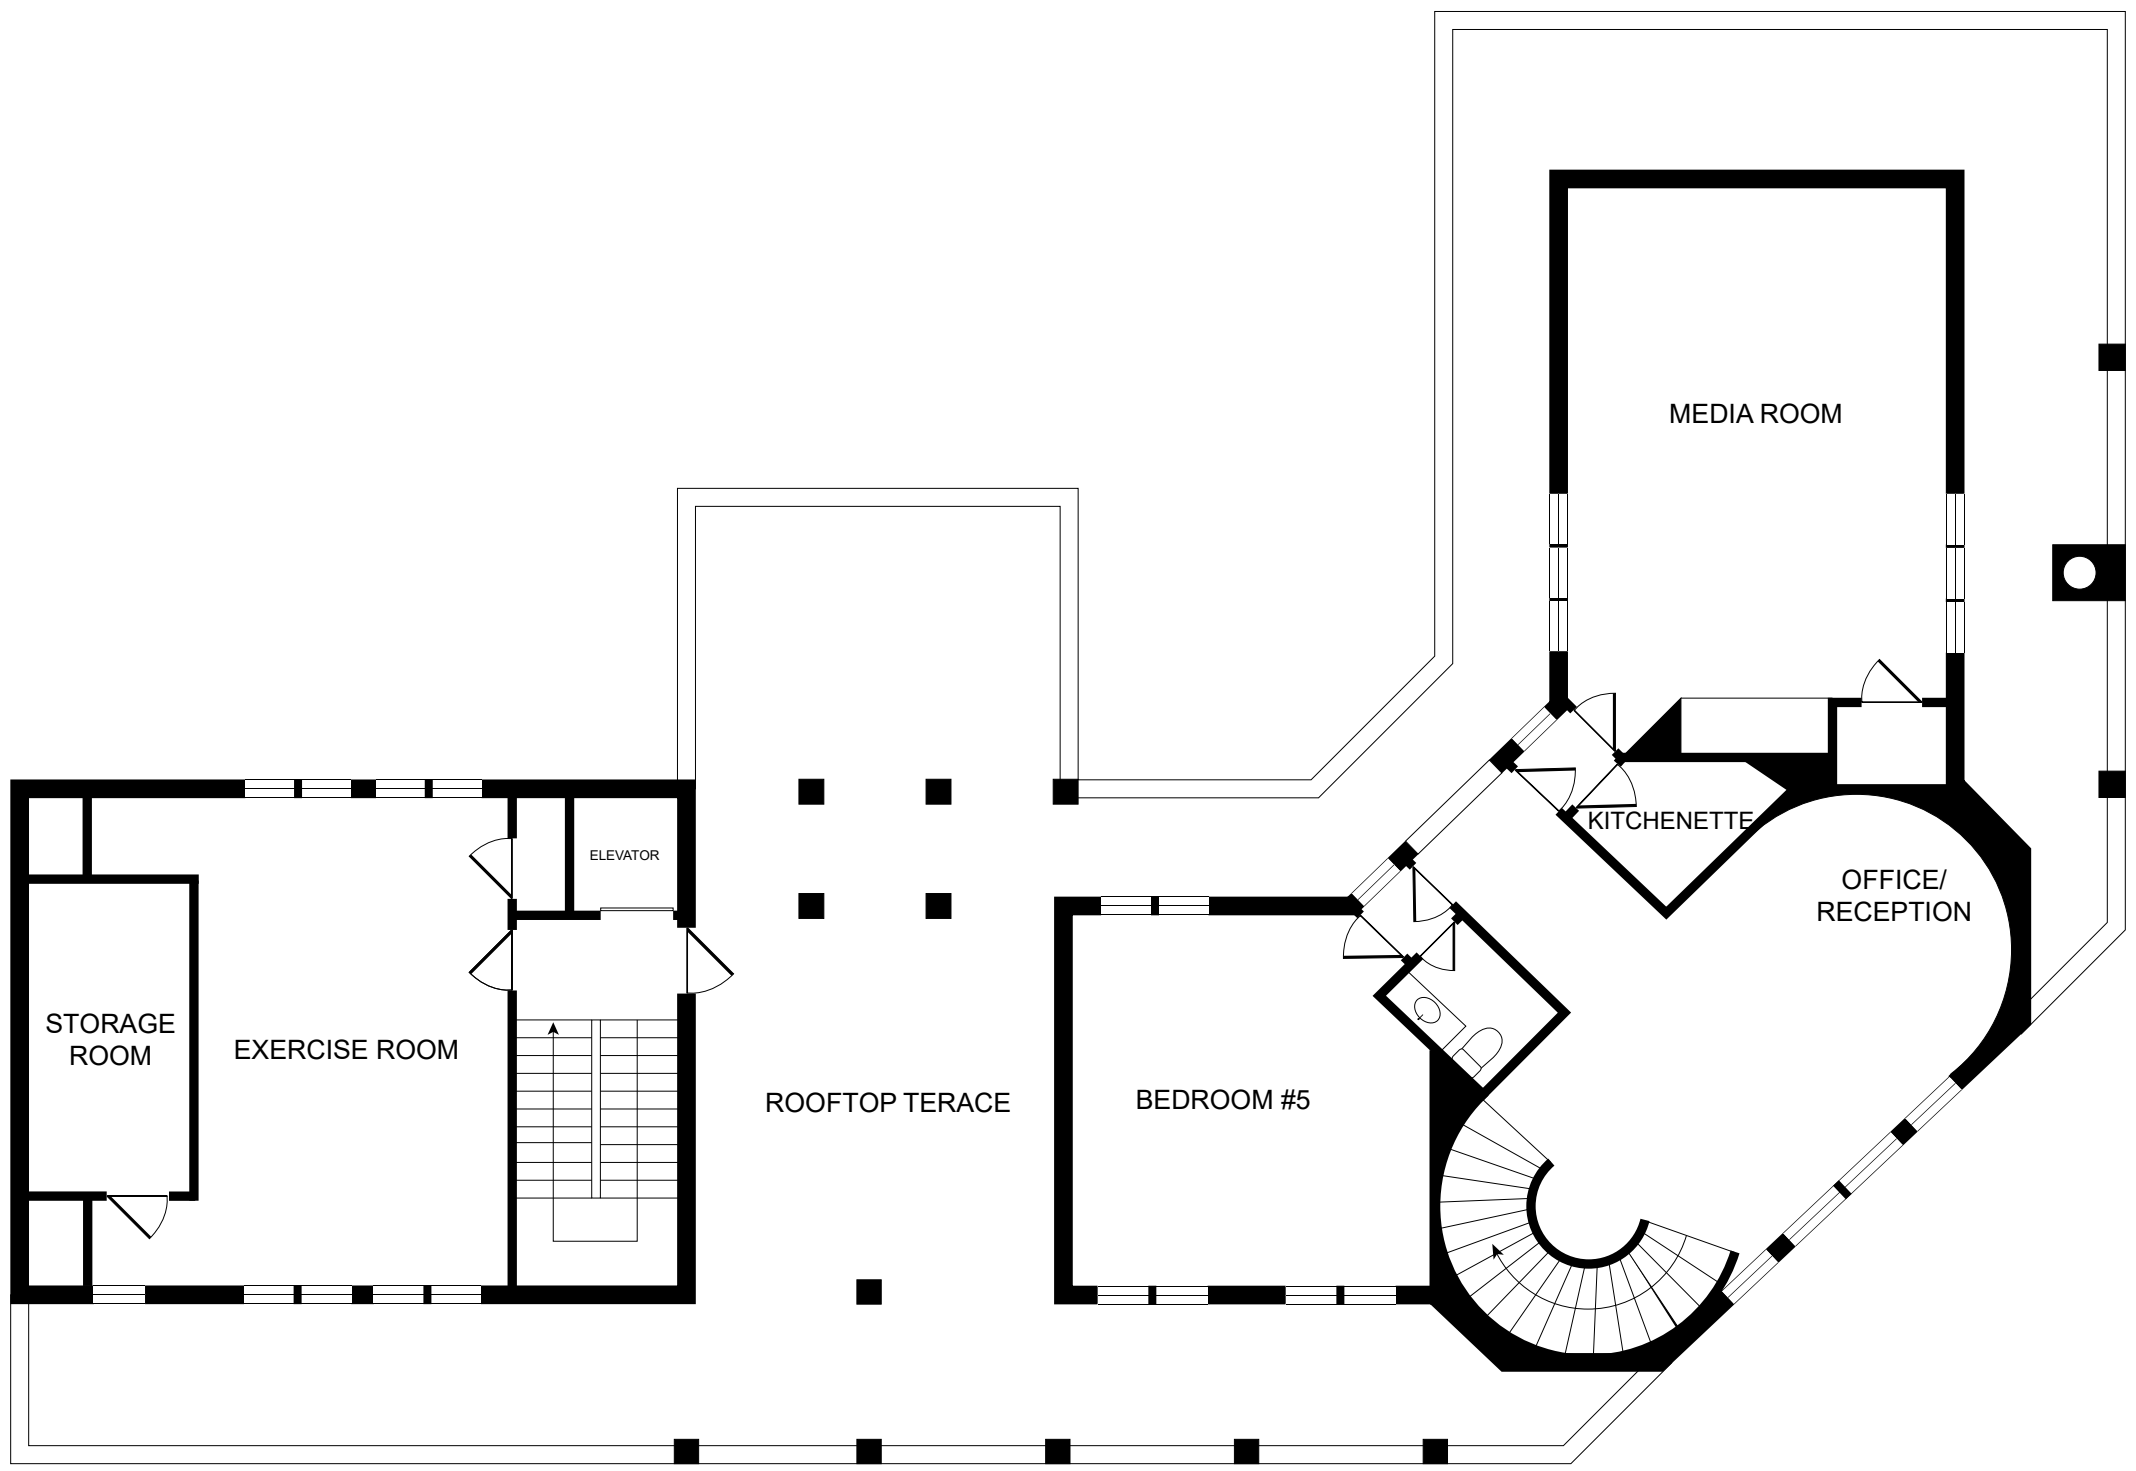 MEDIA ROOM
KITCHENETTE
ELEVATOR
OFFICE/
RECEPTION
STORAGE
ROOM
EXERCISE ROOM
ROOFTOP TERACE
BEDROOM #5